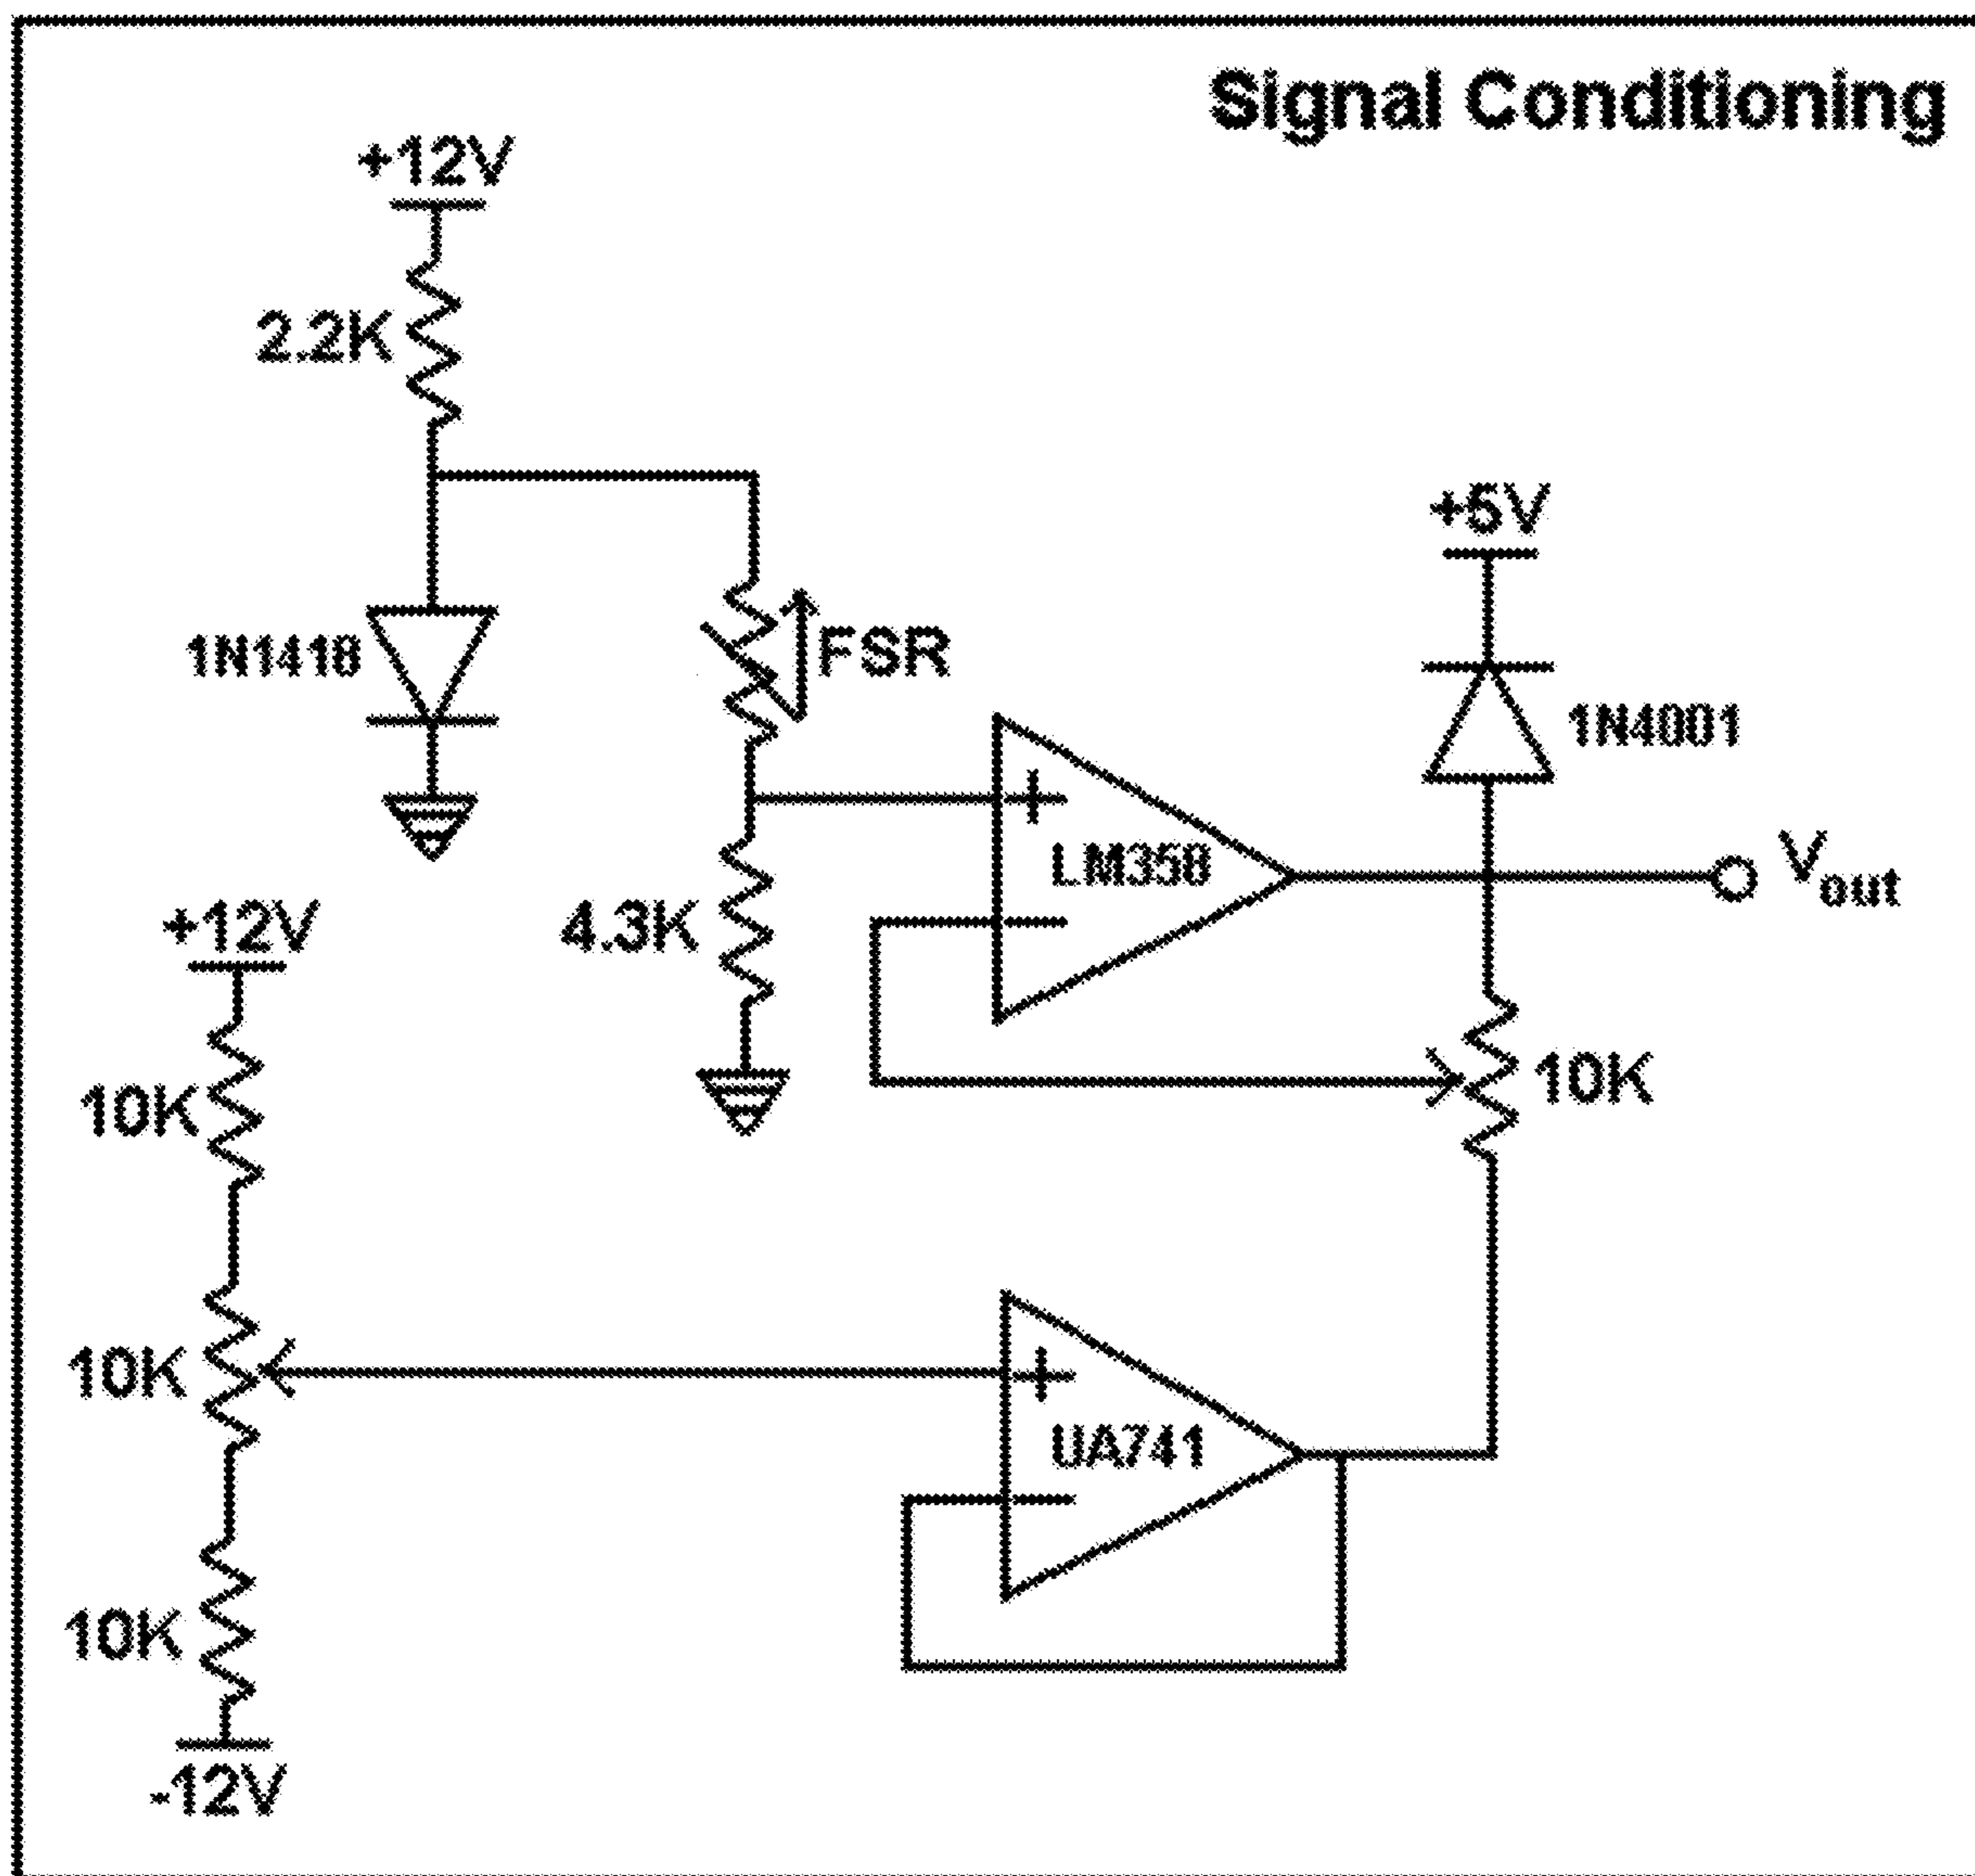 Signal Conditioning
+12V
2.2K
+5V
1N1418
FSR
1N4001
LM358
Vout
+12V
4.3K
10K
10K
10K
UA741
10K
-12V